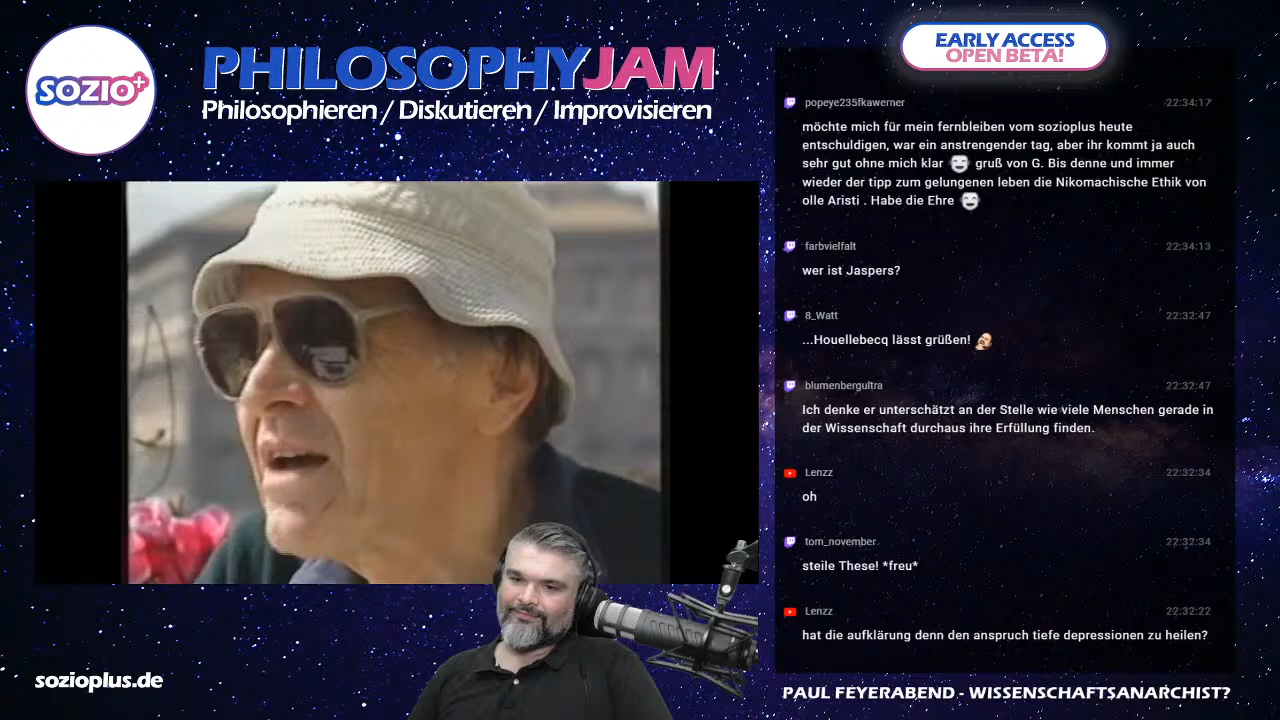 SOZIO+
PHILOSOPHYJAM
Philosophieren / Diskutieren / Improvisieren
EARLY ACCESS
OPEN BETA!
popeye235fkawerner 22:34:17
möchte mich für mein fernbleiben vom sozioplus heute
entschuldigen, war ein anstrengender tag, aber ihr kommt ja auch
sehr gut ohne mich klar gruß von G. Bis denne und immer
wieder der tipp zum gelungenen leben die Nikomachische Ethik von
olle Aristi . Habe die Ehre
farbvielfalt 22:34:13
wer ist Jaspers?
8_Watt 22:32:47
...Houellebecq lässt grüßen!
blumenbergultra 22:32:47
Ich denke er unterschätzt an der Stelle wie viele Menschen gerade in
der Wissenschaft durchaus ihre Erfüllung finden.
Lenzz 22:32:34
oh
tom_november 22:32:34
steile These! *freu*
Lenzz 22:32:22
hat die aufklärung denn den anspruch tiefe depressionen zu heilen?
sozioplus.de
PAUL FEYERABEND - WISSENSCHAFTSANARCHIST?